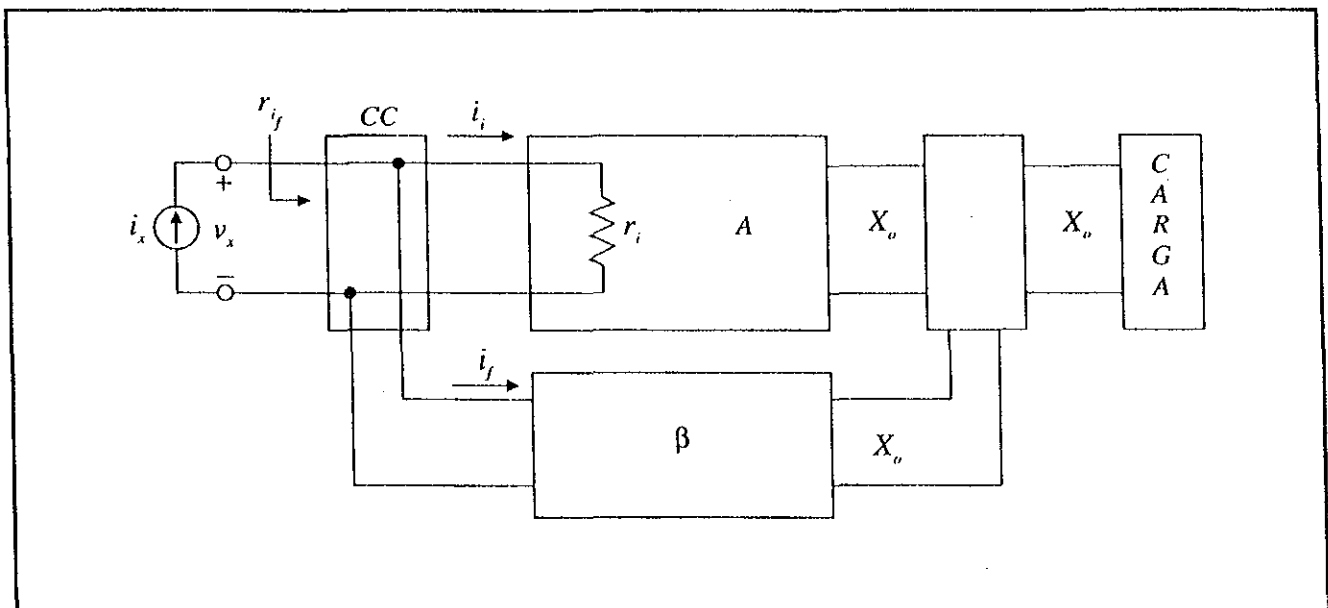 r_{i_f}
CC
i_i
i_x
+
v_x
−
r_i
A
X_o
X_o
C
A
R
G
A
i_f
β
X_o